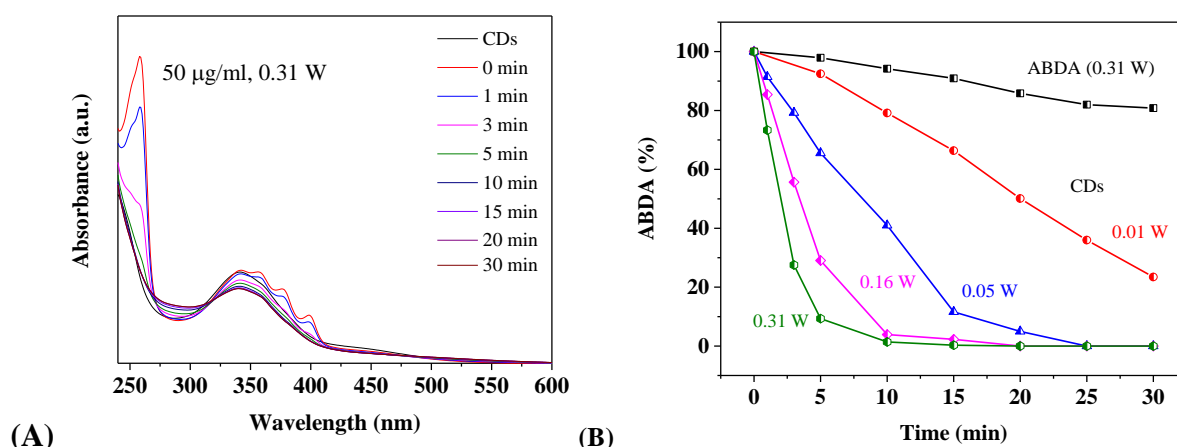 50 μg/ml, 0.31 W
CDs
0 min
1 min
3 min
5 min
10 min
15 min
20 min
30 min
Absorbance (a.u.)
250 300 350 400 450 500 550 600
Wavelength (nm)
(A)
100
80
60
40
20
0
ABDA (%)
ABDA (0.31 W)
CDs
0.01 W
0.05 W
0.16 W
0.31 W
0 5 10 15 20 25 30
Time (min)
(B)